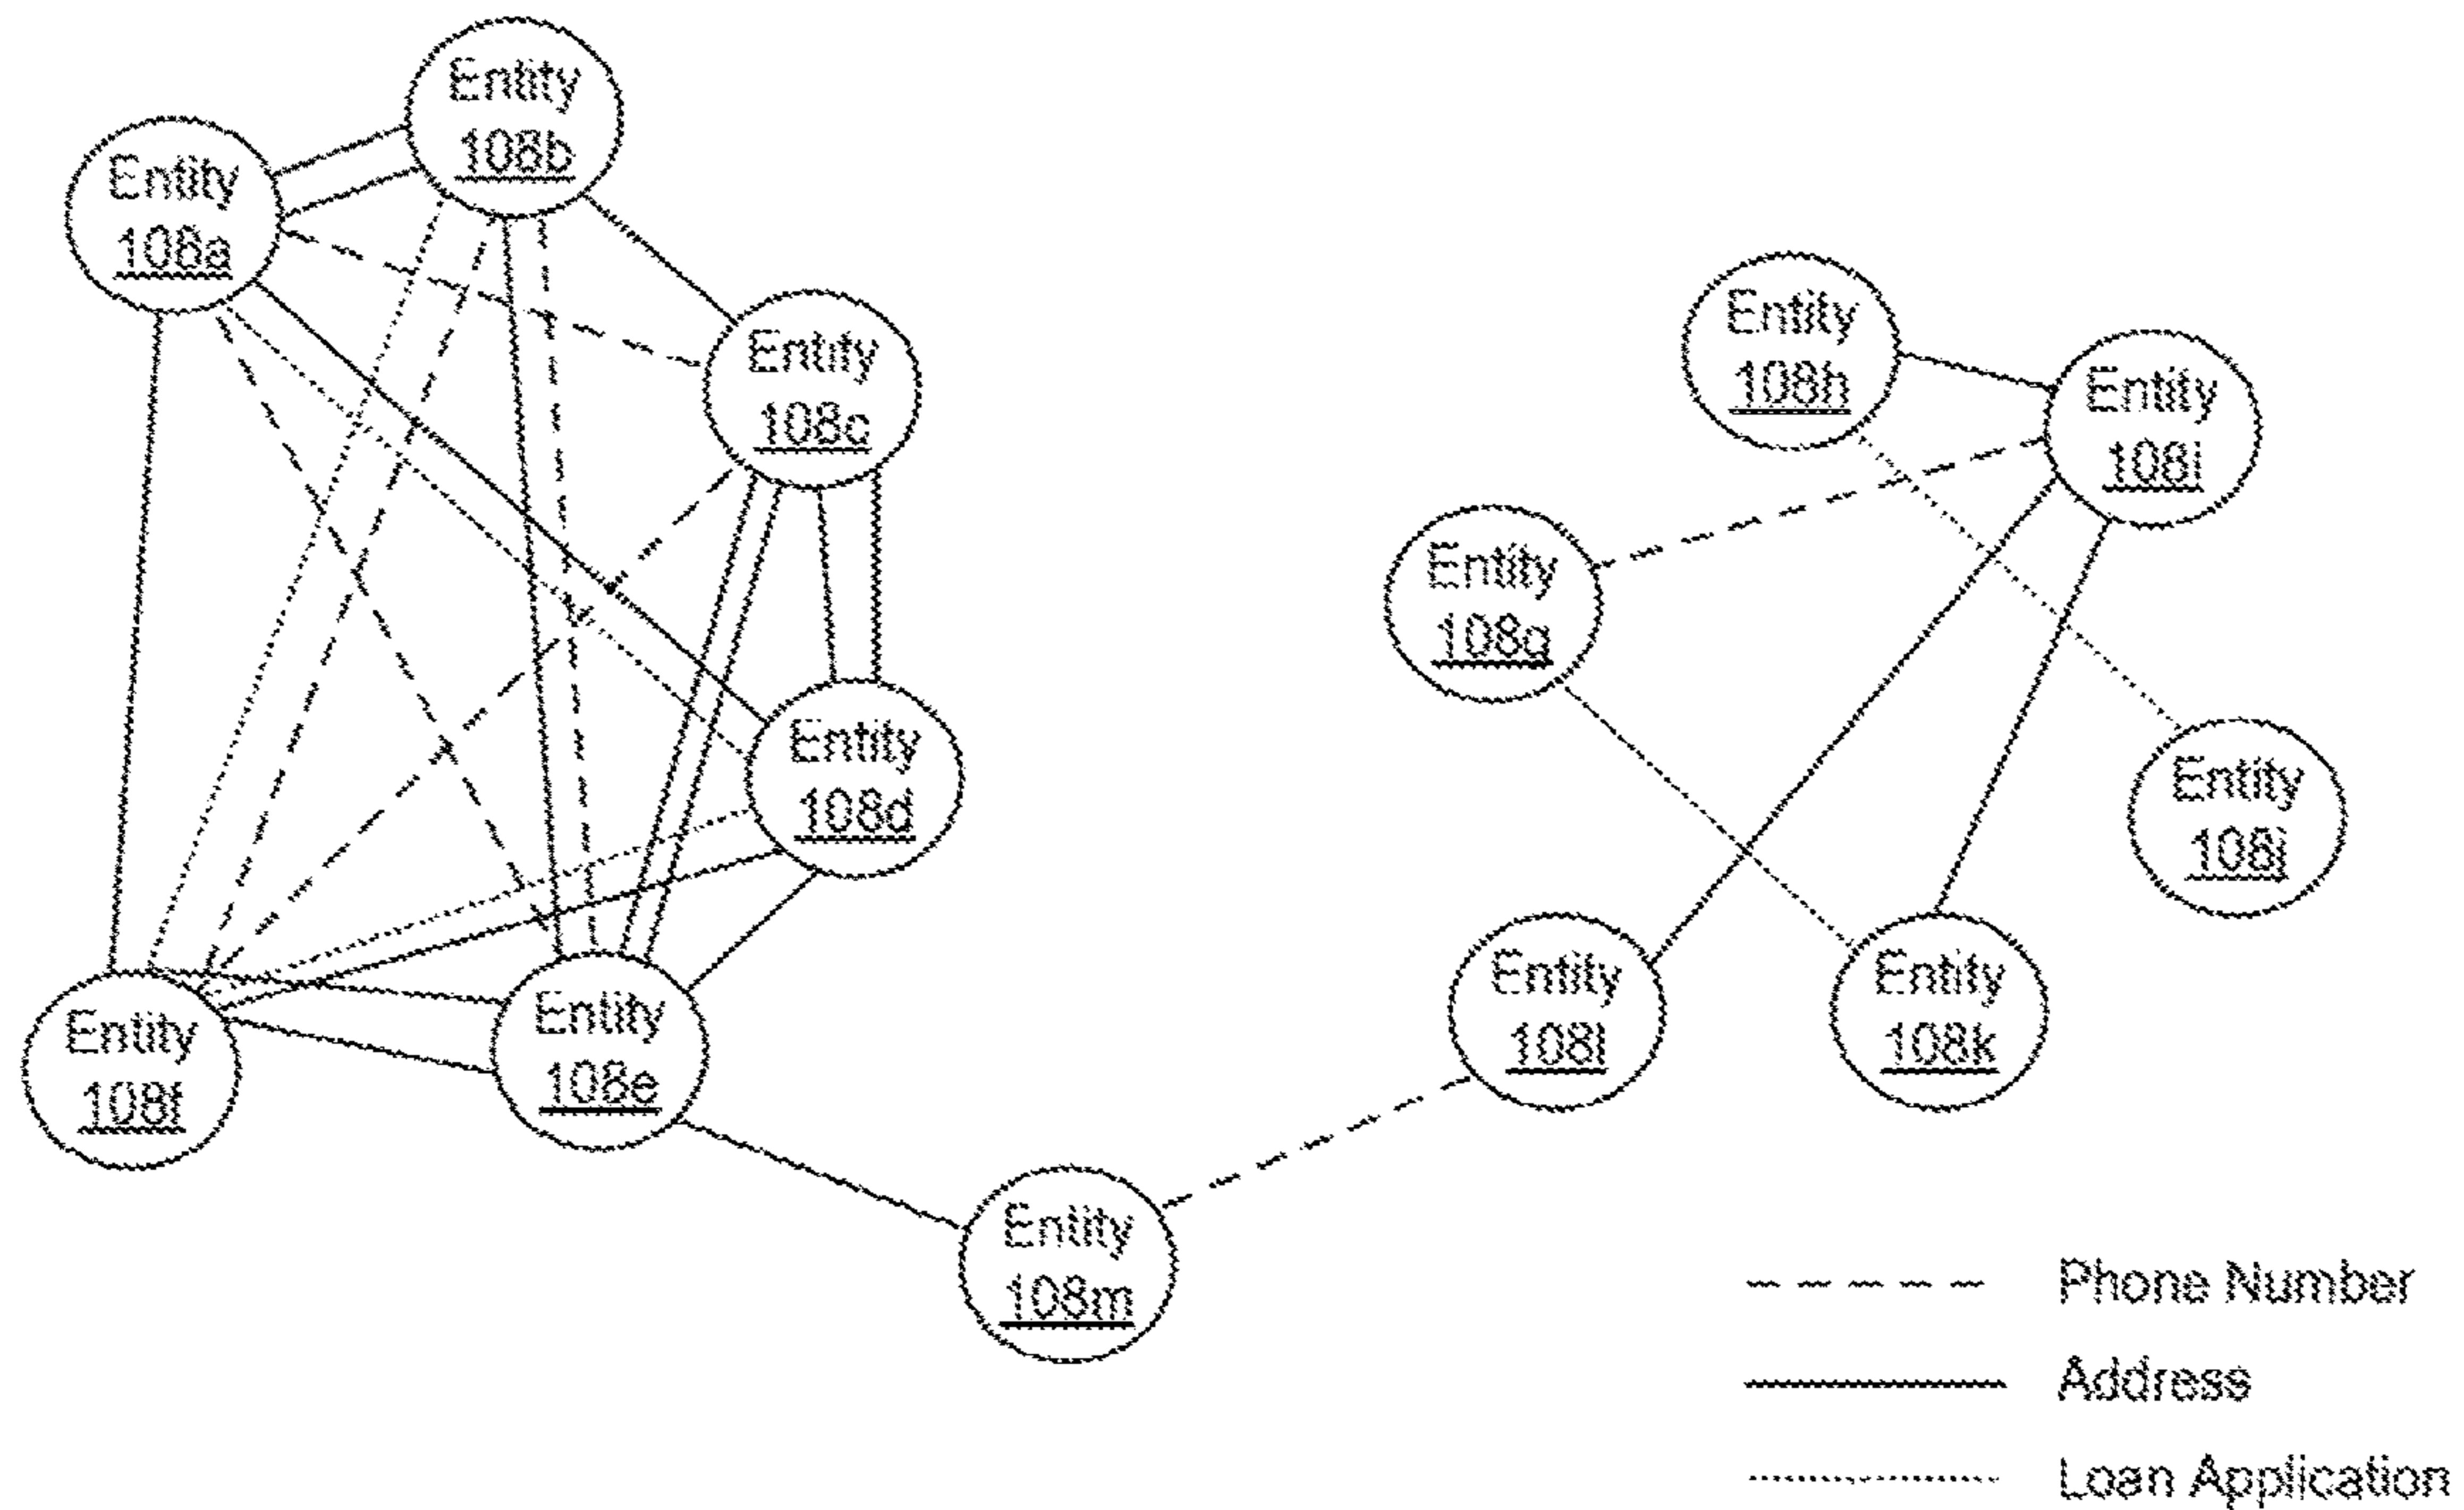 Entity
108b
Entity
108a
Entity
108c
Entity
108h
Entity
108i
Entity
108g
Entity
108d
Entity
108j
Entity
108l
Entity
108k
Entity
108f
Entity
108e
Entity
108m
Phone Number
Address
Loan Application